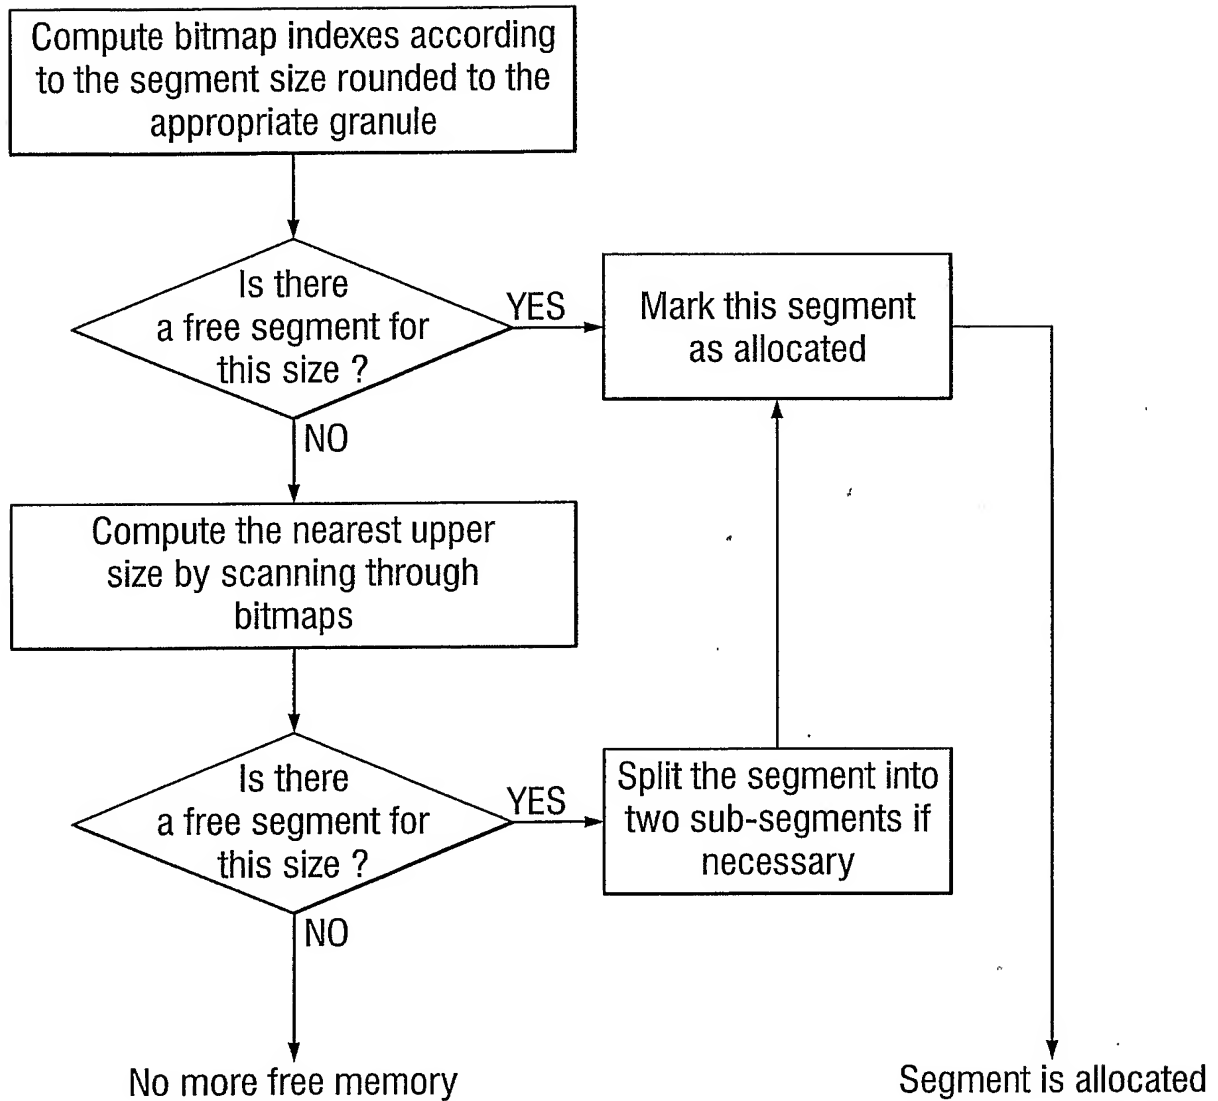 Compute bitmap indexes according
to the segment size rounded to the
appropriate granule
Is there
a free segment for
this size ?
YES
Mark this segment
as allocated
NO
Compute the nearest upper
size by scanning through
bitmaps
Is there
a free segment for
this size ?
YES
Split the segment into
two sub-segments if
necessary
NO
No more free memory
Segment is allocated